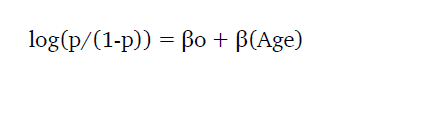 log(p/(1-p)) = βo + β(Age)